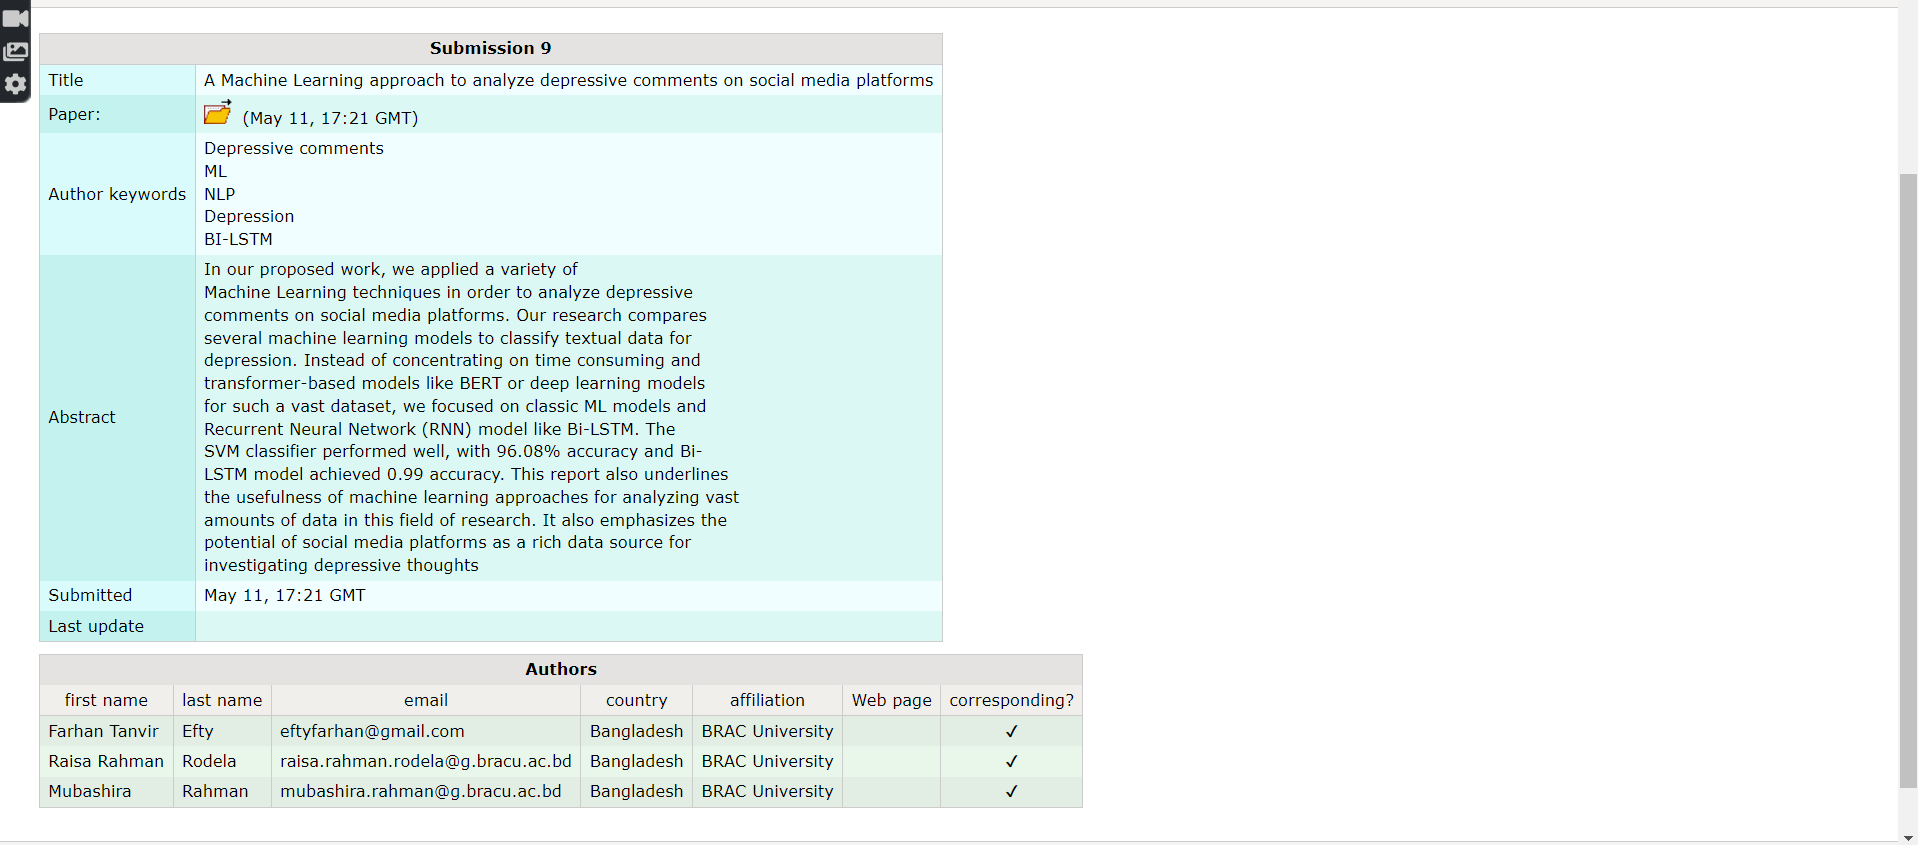 Submission 9
Title A Machine Learning approach to analyze depressive comments on social media platforms
Paper: (May 11, 17:21 GMT)
Author keywords
Depressive comments
ML
NLP
Depression
BI-LSTM
Abstract
In our proposed work, we applied a variety of
Machine Learning techniques in order to analyze depressive
comments on social media platforms. Our research compares
several machine learning models to classify textual data for
depression. Instead of concentrating on time consuming and
transformer-based models like BERT or deep learning models
for such a vast dataset, we focused on classic ML models and
Recurrent Neural Network (RNN) model like Bi-LSTM. The
SVM classifier performed well, with 96.08% accuracy and Bi-
LSTM model achieved 0.99 accuracy. This report also underlines
the usefulness of machine learning approaches for analyzing vast
amounts of data in this field of research. It also emphasizes the
potential of social media platforms as a rich data source for
investigating depressive thoughts
Submitted May 11, 17:21 GMT
Last update
Authors
first name last name email country affiliation Web page corresponding?
Farhan Tanvir Efty eftyfarhan@gmail.com Bangladesh BRAC University ✓
Raisa Rahman Rodela raisa.rahman.rodela@g.bracu.ac.bd Bangladesh BRAC University ✓
Mubashira Rahman mubashira.rahman@g.bracu.ac.bd Bangladesh BRAC University ✓